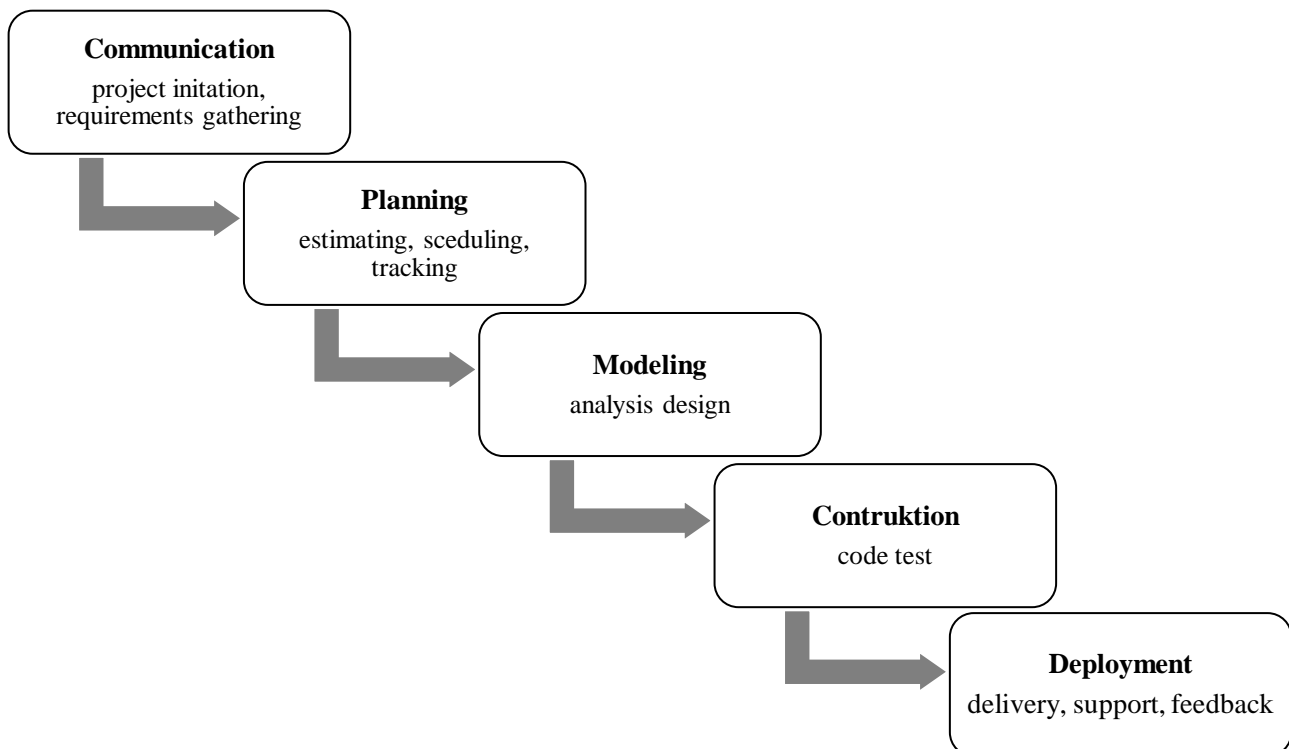 Communication
project initation,
requirements gathering
Planning
estimating, sceduling,
tracking
Modeling
analysis design
Contruktion
code test
Deployment
delivery, support, feedback